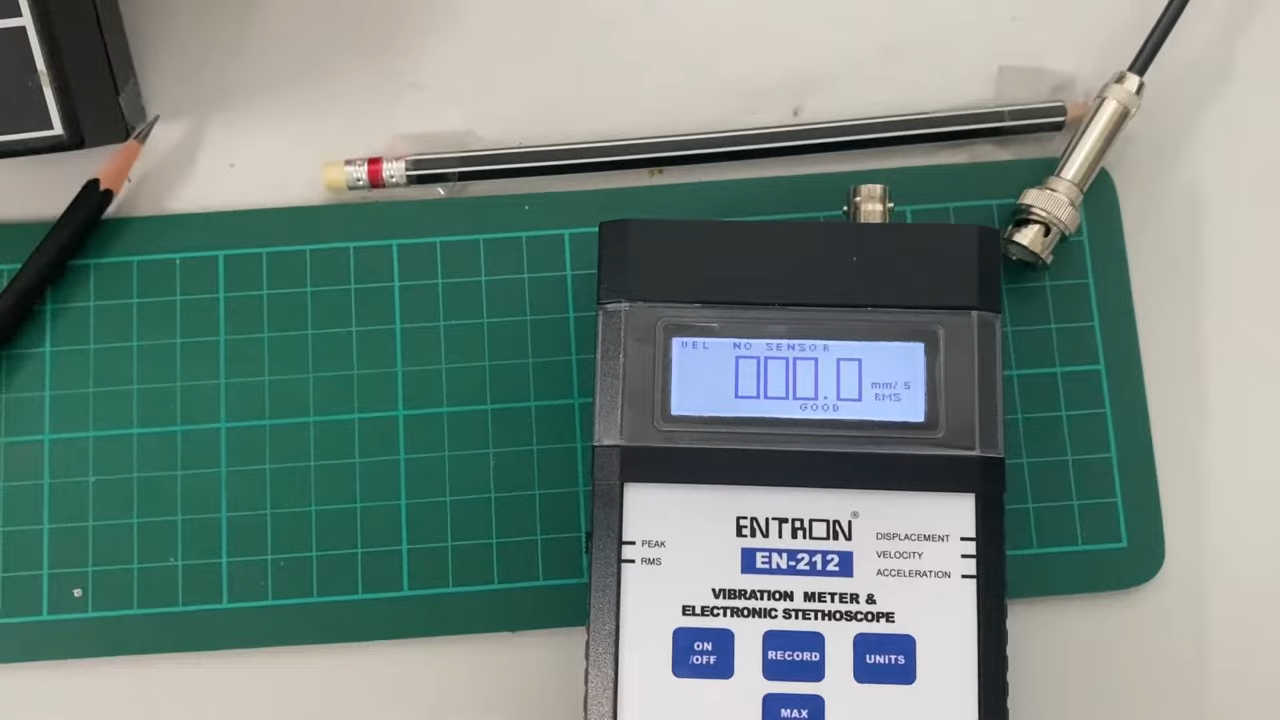 VEL NO SENSOR
000.0 mm/S
RMS
GOOD
ENTRON®
EN-212
PEAK
RMS
DISPLACEMENT
VELOCITY
ACCELERATION
VIBRATION METER &
ELECTRONIC STETHOSCOPE
ON
/OFF
RECORD
UNITS
MAX